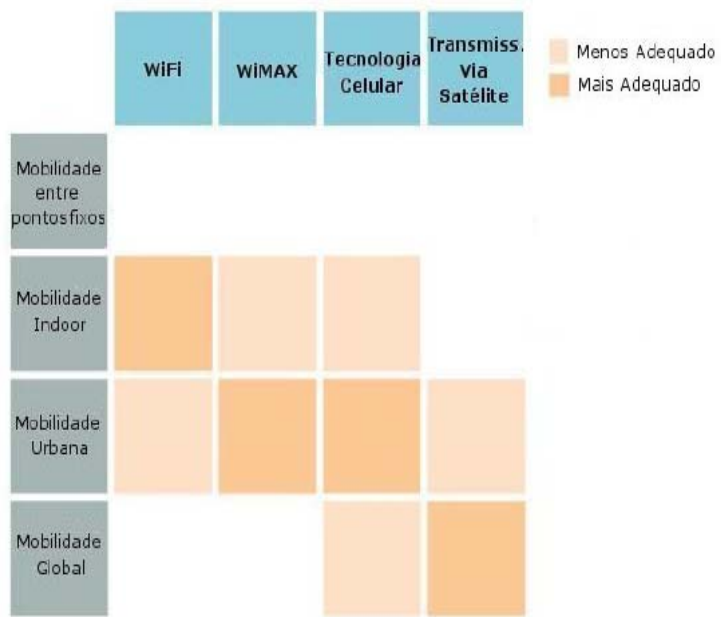 WiFi
WiMAX
Tecnologia
Celular
Transmiss.
Via
Satélite
Menos Adequado
Mais Adequado
Mobilidade
entre
pontosfixos
Mobilidade
Indoor
Mobilidade
Urbana
Mobilidade
Global